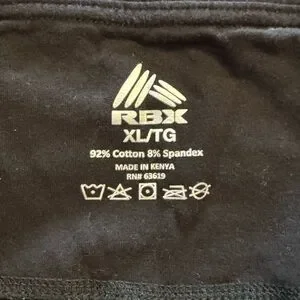 RBX
XL/TG
92% Cotton 8% Spandex
MADE IN KENYA
RN# 63619